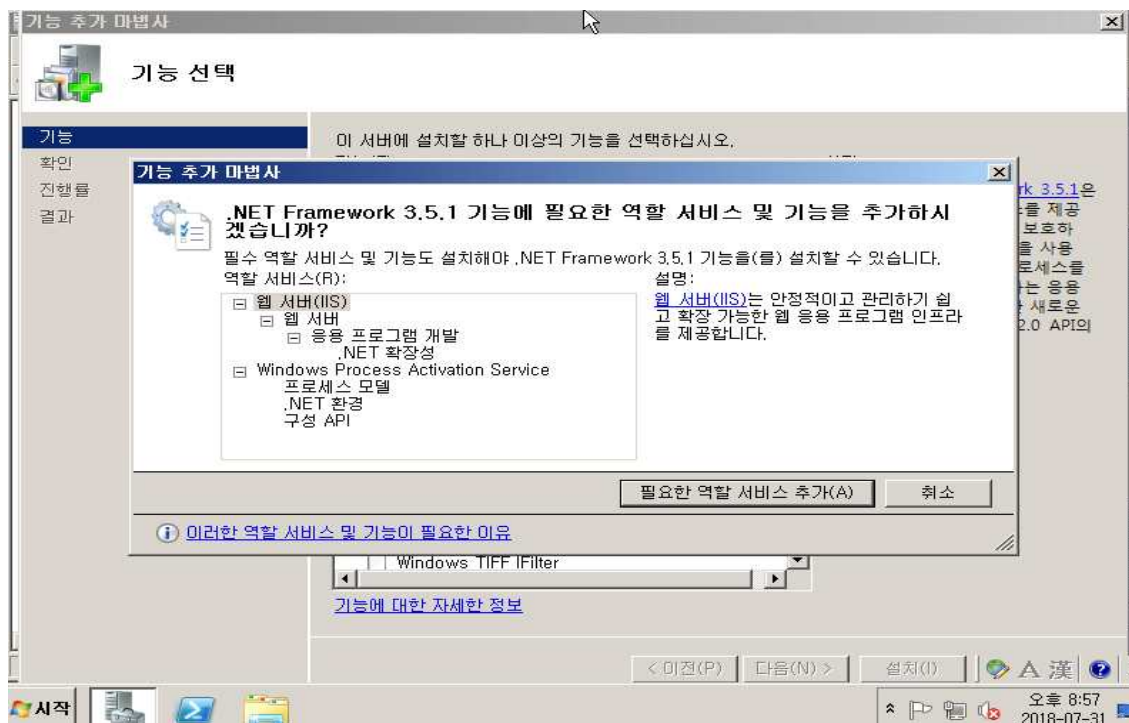 기능 추가 마법사
기능 선택
기능
확인
진행률
결과
이 서버에 설치할 하나 이상의 기능을 선택하십시오.
rk 3.5.1은
를 제공
보호하
을 사용
로세스를
는 응용
새로운
2.0 API의
기능 추가 마법사
.NET Framework 3.5.1 기능에 필요한 역할 서비스 및 기능을 추가하시
겠습니까?
필수 역할 서비스 및 기능도 설치해야 .NET Framework 3.5.1 기능을(를) 설치할 수 있습니다.
역할 서비스(R):
웹 서버(IIS)
웹 서버
응용 프로그램 개발
.NET 확장성
Windows Process Activation Service
프로세스 모델
.NET 환경
구성 API
설명:
웹 서버(IIS)는 안정적이고 관리하기 쉽
고 확장 가능한 웹 응용 프로그램 인프라
를 제공합니다.
필요한 역할 서비스 추가(A)
취소
이러한 역할 서비스 및 기능이 필요한 이유
Windows TIFF IFilter
기능에 대한 자세한 정보
< 이전(P)
다음(N) >
설치(I)
A 漢
시작
오후 8:57
2018-07-31